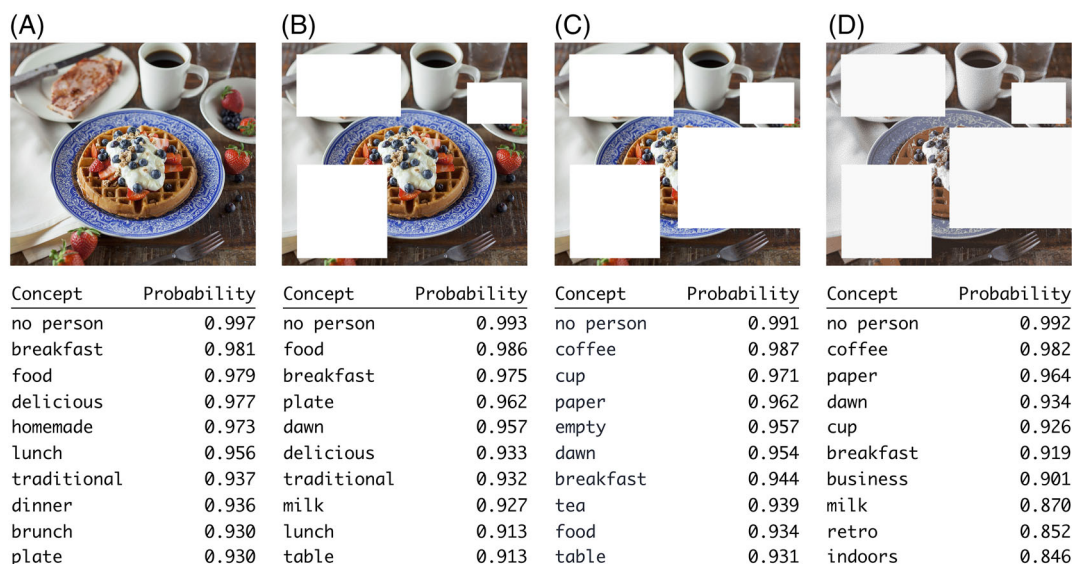 (A) (B) (C) (D)
Concept Probability Concept Probability Concept Probability Concept Probability
no person 0.997 no person 0.993 no person 0.991 no person 0.992
breakfast 0.981 food 0.986 coffee 0.987 coffee 0.982
food 0.979 breakfast 0.975 cup 0.971 paper 0.964
delicious 0.977 plate 0.962 paper 0.962 dawn 0.934
homemade 0.973 dawn 0.957 empty 0.957 cup 0.926
lunch 0.956 delicious 0.933 dawn 0.954 breakfast 0.919
traditional 0.937 traditional 0.932 breakfast 0.944 business 0.901
dinner 0.936 milk 0.927 tea 0.939 milk 0.870
brunch 0.930 lunch 0.913 food 0.934 retro 0.852
plate 0.930 table 0.913 table 0.931 indoors 0.846